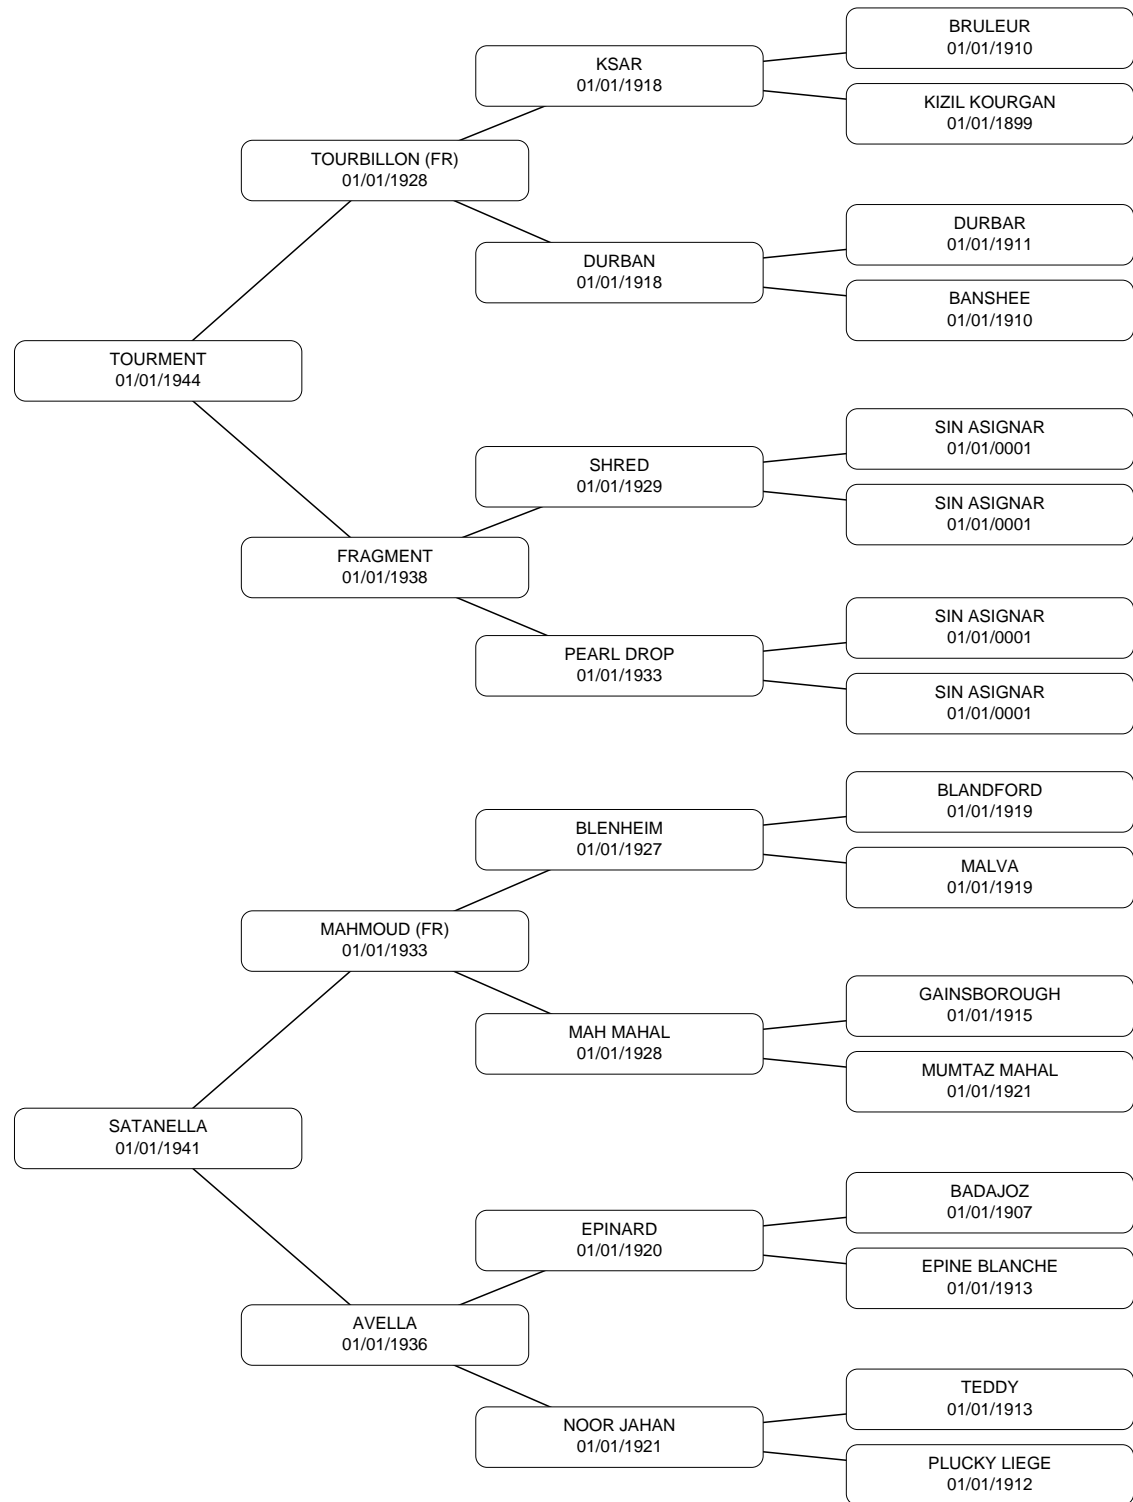 BRULEUR
01/01/1910
KSAR
01/01/1918
KIZIL KOURGAN
01/01/1899
TOURBILLON (FR)
01/01/1928
DURBAR
01/01/1911
DURBAN
01/01/1918
BANSHEE
01/01/1910
TOURMENT
01/01/1944
SIN ASIGNAR
01/01/0001
SHRED
01/01/1929
SIN ASIGNAR
01/01/0001
FRAGMENT
01/01/1938
SIN ASIGNAR
01/01/0001
PEARL DROP
01/01/1933
SIN ASIGNAR
01/01/0001
BLANDFORD
01/01/1919
BLENHEIM
01/01/1927
MALVA
01/01/1919
MAHMOUD (FR)
01/01/1933
GAINSBOROUGH
01/01/1915
MAH MAHAL
01/01/1928
MUMTAZ MAHAL
01/01/1921
SATANELLA
01/01/1941
BADAJOZ
01/01/1907
EPINARD
01/01/1920
EPINE BLANCHE
01/01/1913
AVELLA
01/01/1936
TEDDY
01/01/1913
NOOR JAHAN
01/01/1921
PLUCKY LIEGE
01/01/1912